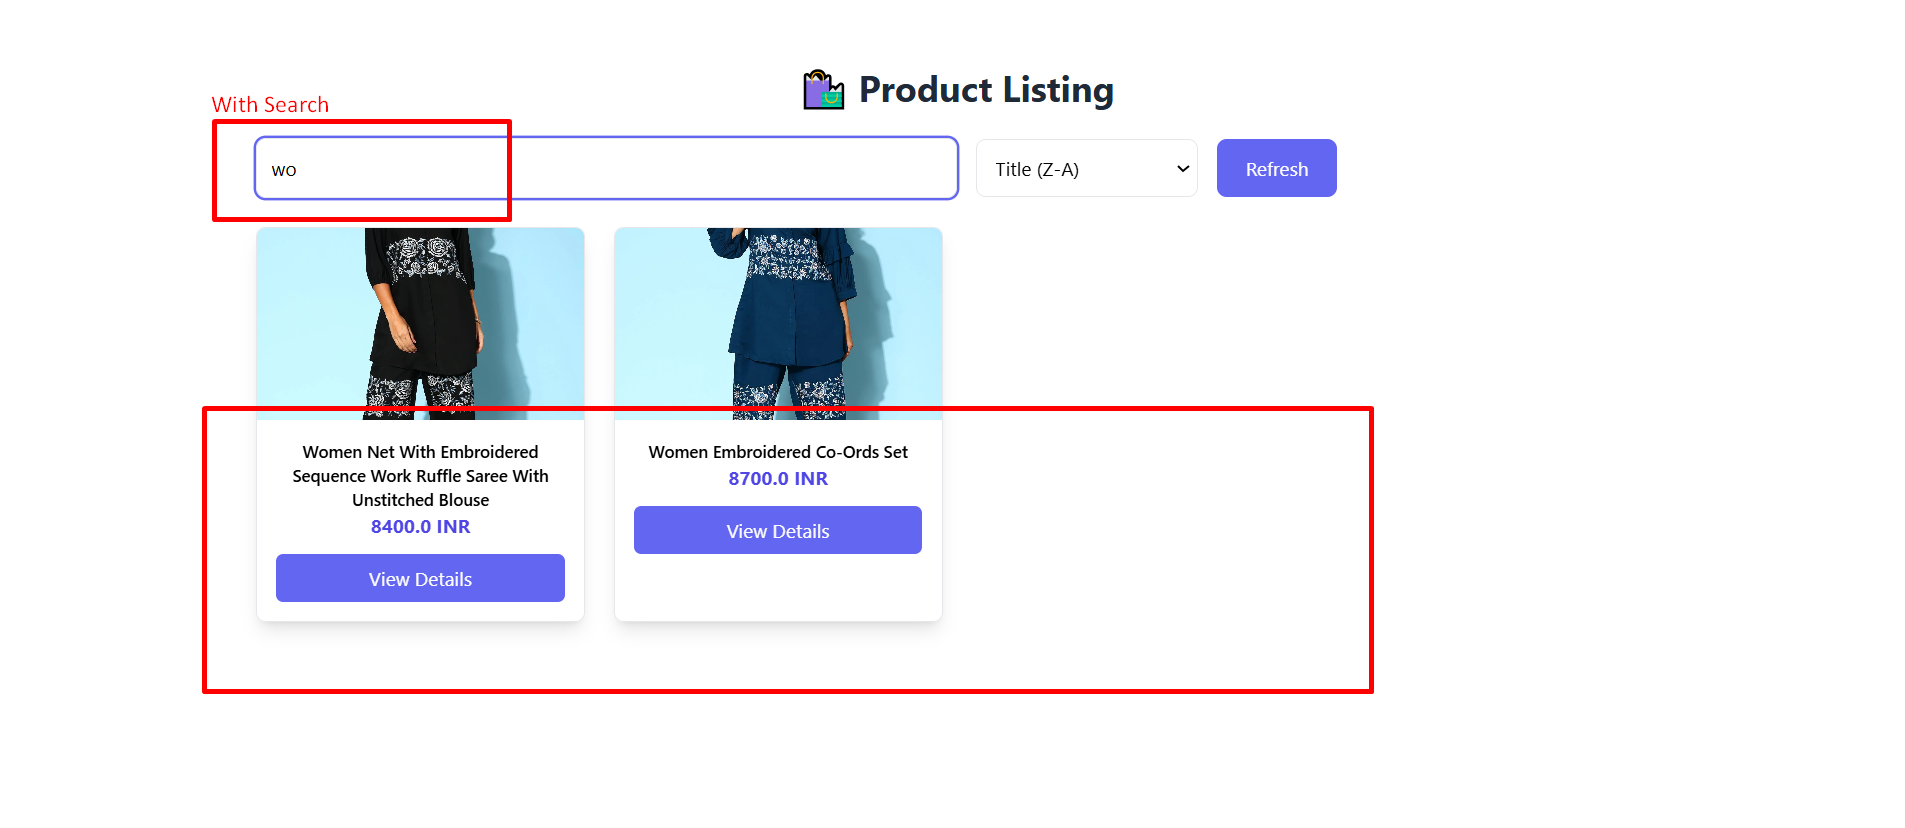 Product Listing
With Search
wo
Title (Z-A)
Refresh
Women Net With Embroidered
Sequence Work Ruffle Saree With
Unstitched Blouse
8400.0 INR
View Details
Women Embroidered Co-Ords Set
8700.0 INR
View Details